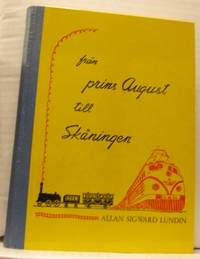 från
prins August
till
Skåningen
ALLAN SIGWARD LUNDIN